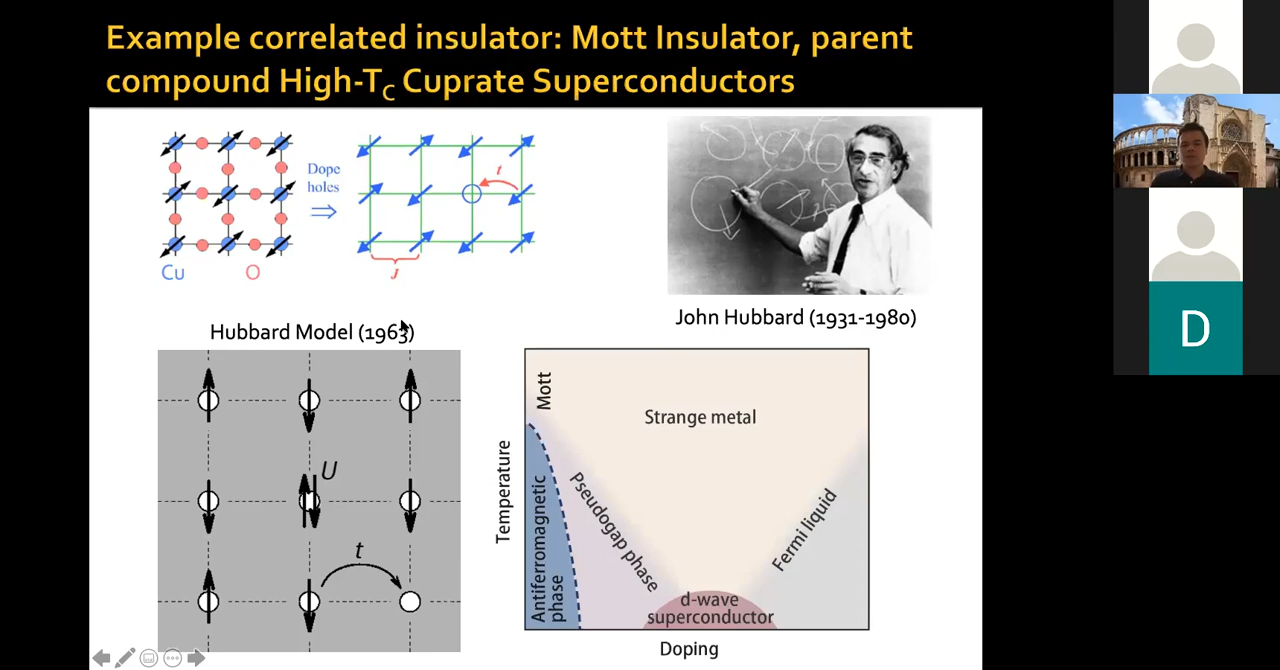 Example correlated insulator: Mott Insulator, parent
compound High-TC Cuprate Superconductors
Dope
holes
⇒
t
Cu
O
J
John Hubbard (1931-1980)
Hubbard Model (1963)
U
t
Temperature
Mott
Strange metal
Antiferromagnetic
phase
Pseudogap phase
Fermi liquid
d-wave
superconductor
Doping
D